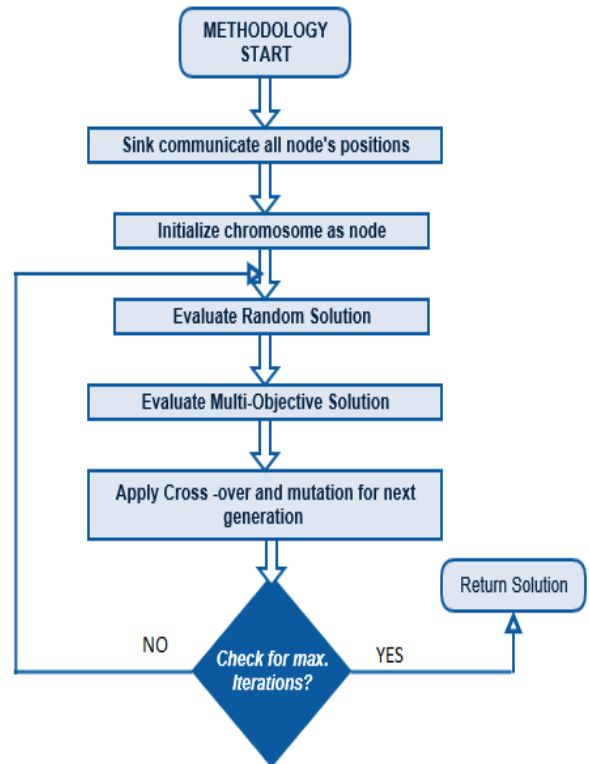 METHODOLOGY
START
Sink communicate all node's positions
Initialize chromosome as node
Evaluate Random Solution
Evaluate Multi-Objective Solution
Apply Cross -over and mutation for next
generation
Return Solution
NO
Check for max.
Iterations?
YES